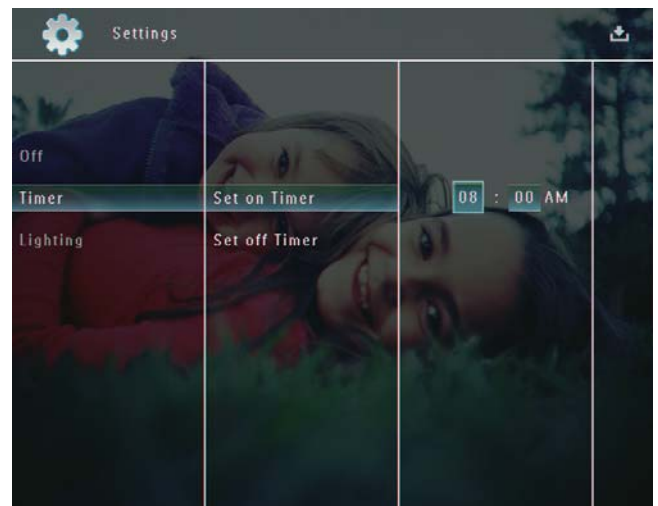 Settings
Off
Timer
Set on Timer
08 : 00 AM
Lighting
Set off Timer